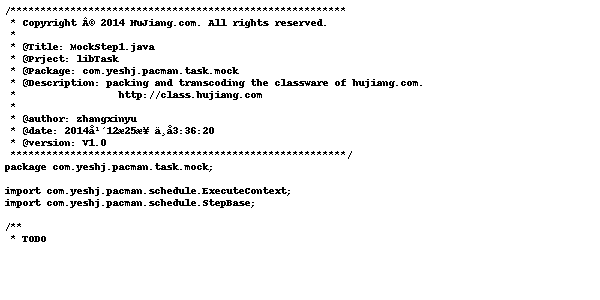 /********************************************************
 * Copyright Â© 2014 HuJiang.com. All rights reserved.
 *
 * @Title: MockStep1.java
 * @Prject: libTask
 * @Package: com.yeshj.pacman.task.mock
 * @Description: packing and transcoding the classware of hujiang.com.
 *                 http://class.hujiang.com
 *
 * @author: zhangxinyu
 * @date: 2014å¹´12æ25æ¥ ä¸å3:36:20
 * @version: V1.0
 ********************************************************/
package com.yeshj.pacman.task.mock;

import com.yeshj.pacman.schedule.ExecuteContext;
import com.yeshj.pacman.schedule.StepBase;

/**
 * TODO